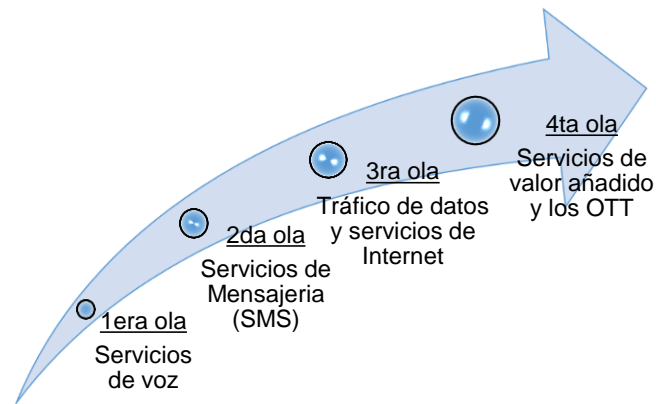 1era ola
Servicios
de voz
2da ola
Servicios de
Mensajeria
(SMS)
3ra ola
Tráfico de datos
y servicios de
Internet
4ta ola
Servicios de
valor añadido
y los OTT